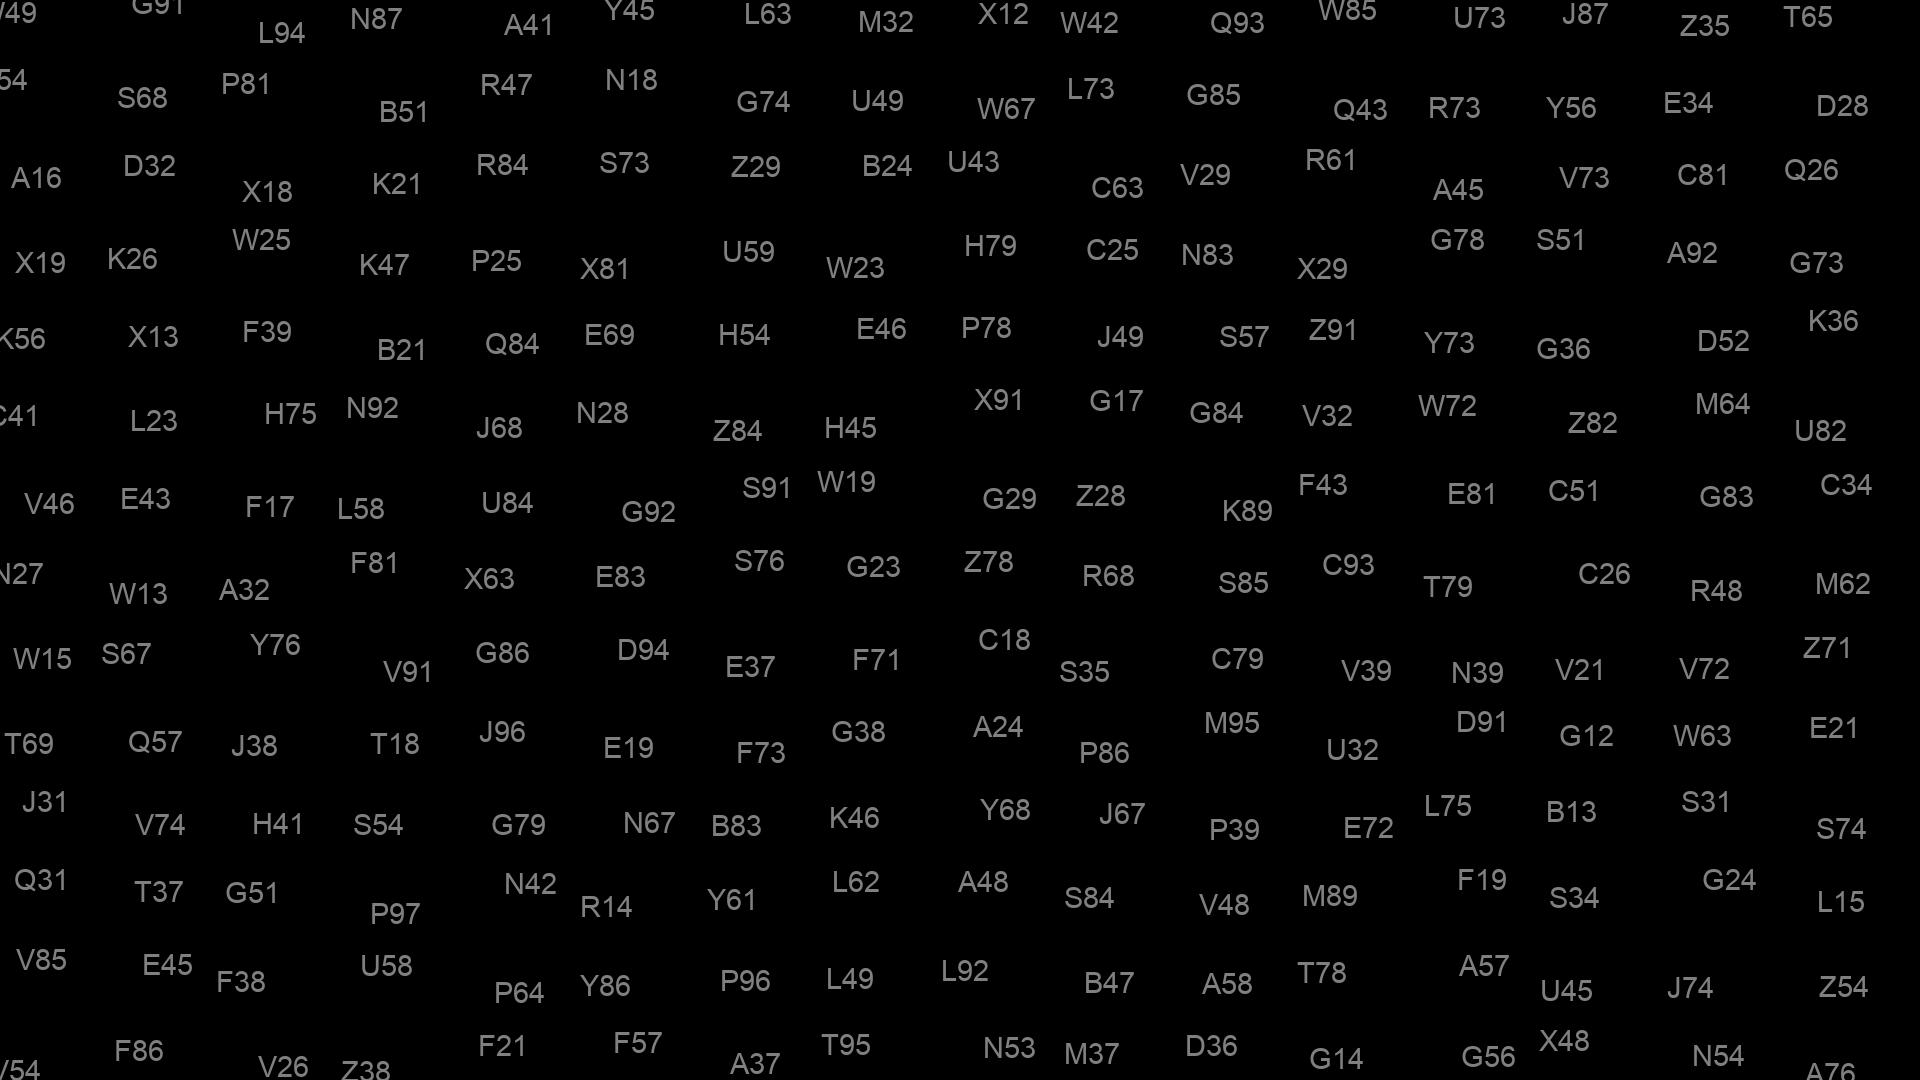 G91 L94 N87 A41 Y45 L63 M32 X12 W42 Q93 W85 U73 J87 Z35 T65
S68 P81 B51 R47 N18 G74 U49 W67 L73 G85 Q43 R73 Y56 E34 D28
A16 D32 X18 K21 R84 S73 Z29 B24 U43 C63 V29 R61 A45 V73 C81 Q26
X19 K26 W25 K47 P25 X81 U59 W23 H79 C25 N83 X29 G78 S51 A92 G73
K56 X13 F39 B21 Q84 E69 H54 E46 P78 J49 S57 Z91 Y73 G36 D52 K36
C41 L23 H75 N92 J68 N28 Z84 H45 X91 G17 G84 V32 W72 Z82 M64 U82
V46 E43 F17 L58 U84 G92 S91 W19 G29 Z28 K89 F43 E81 C51 G83 C34
N27 W13 A32 F81 X63 E83 S76 G23 Z78 R68 S85 C93 T79 C26 R48 M62
W15 S67 Y76 V91 G86 D94 E37 F71 C18 S35 C79 V39 N39 V21 V72 Z71
T69 Q57 J38 T18 J96 E19 F73 G38 A24 P86 M95 U32 D91 G12 W63 E21
J31 V74 H41 S54 G79 N67 B83 K46 Y68 J67 P39 E72 L75 B13 S31 S74
Q31 T37 G51 P97 N42 R14 Y61 L62 A48 S84 V48 M89 F19 S34 G24 L15
V85 E45 F38 U58 P64 Y86 P96 L49 L92 B47 A58 T78 A57 U45 J74 Z54
F86 V26 Z38 F21 F57 A37 T95 N53 M37 D36 G14 G56 X48 N54 A76